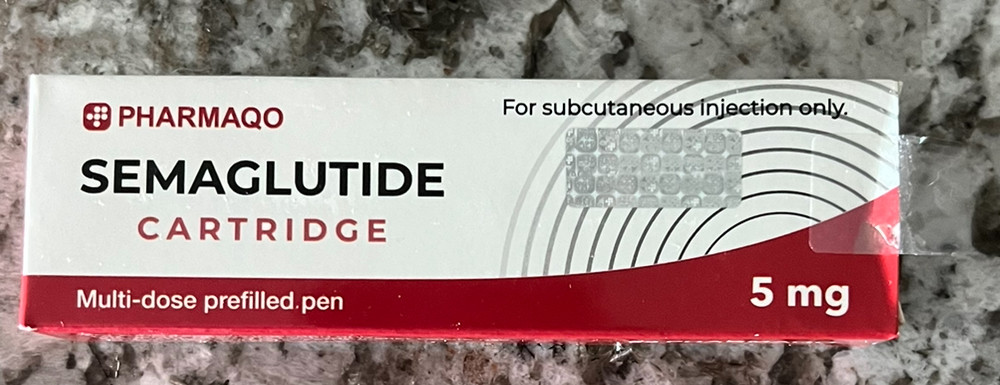 PHARMAQO
For subcutaneous injection only.
SEMAGLUTIDE
CARTRIDGE
Multi-dose prefilled pen
5 mg